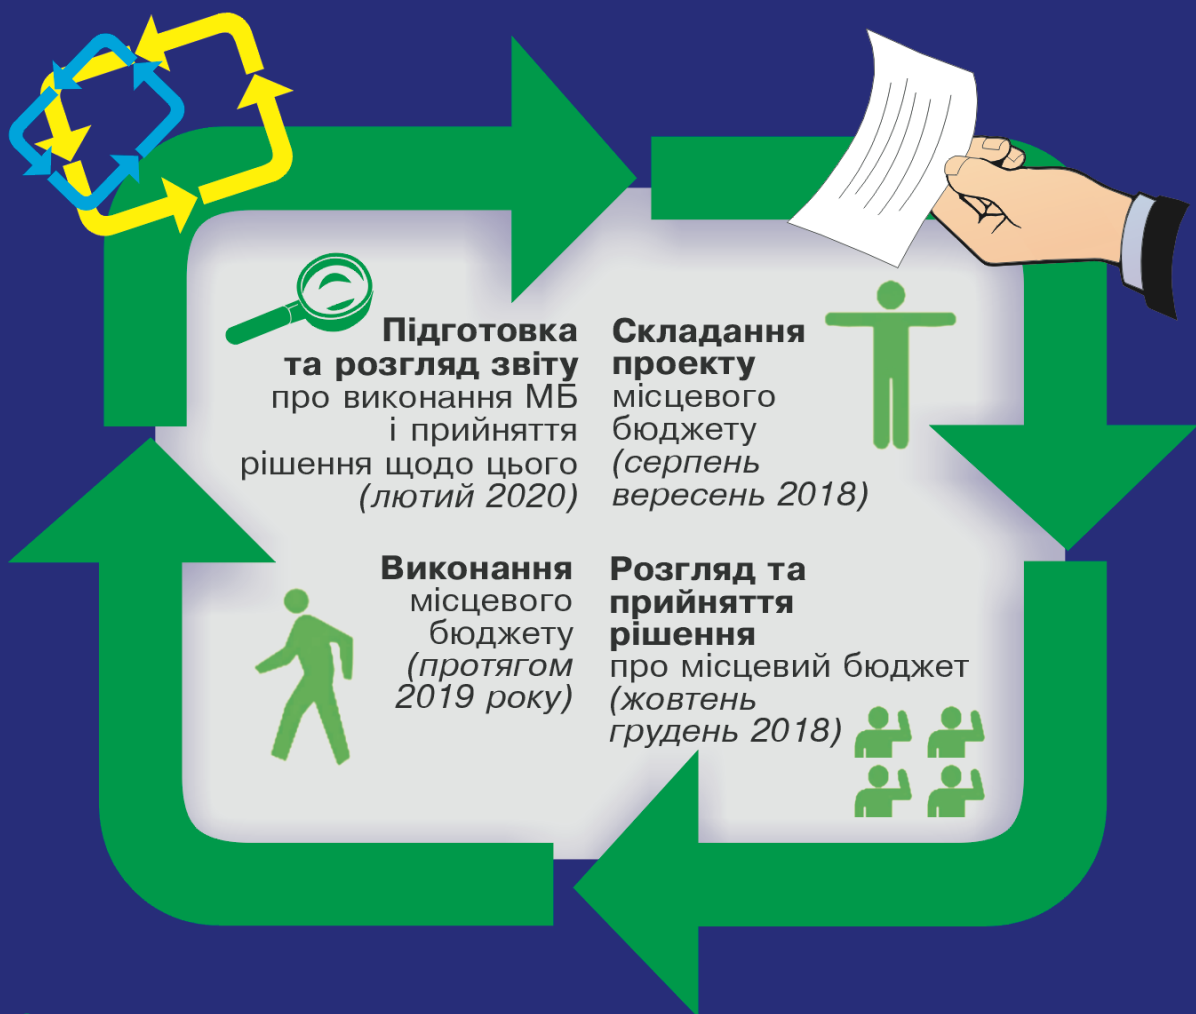 Підготовка
та розгляд звіту
про виконання МБ
і прийняття
рішення щодо цього
(лютий 2020)
Складання
проекту
місцевого
бюджету
(серпень
вересень 2018)
Виконання
місцевого
бюджету
(протягом
2019 року)
Розгляд та
прийняття
рішення
про місцевий бюджет
(жовтень
грудень 2018)